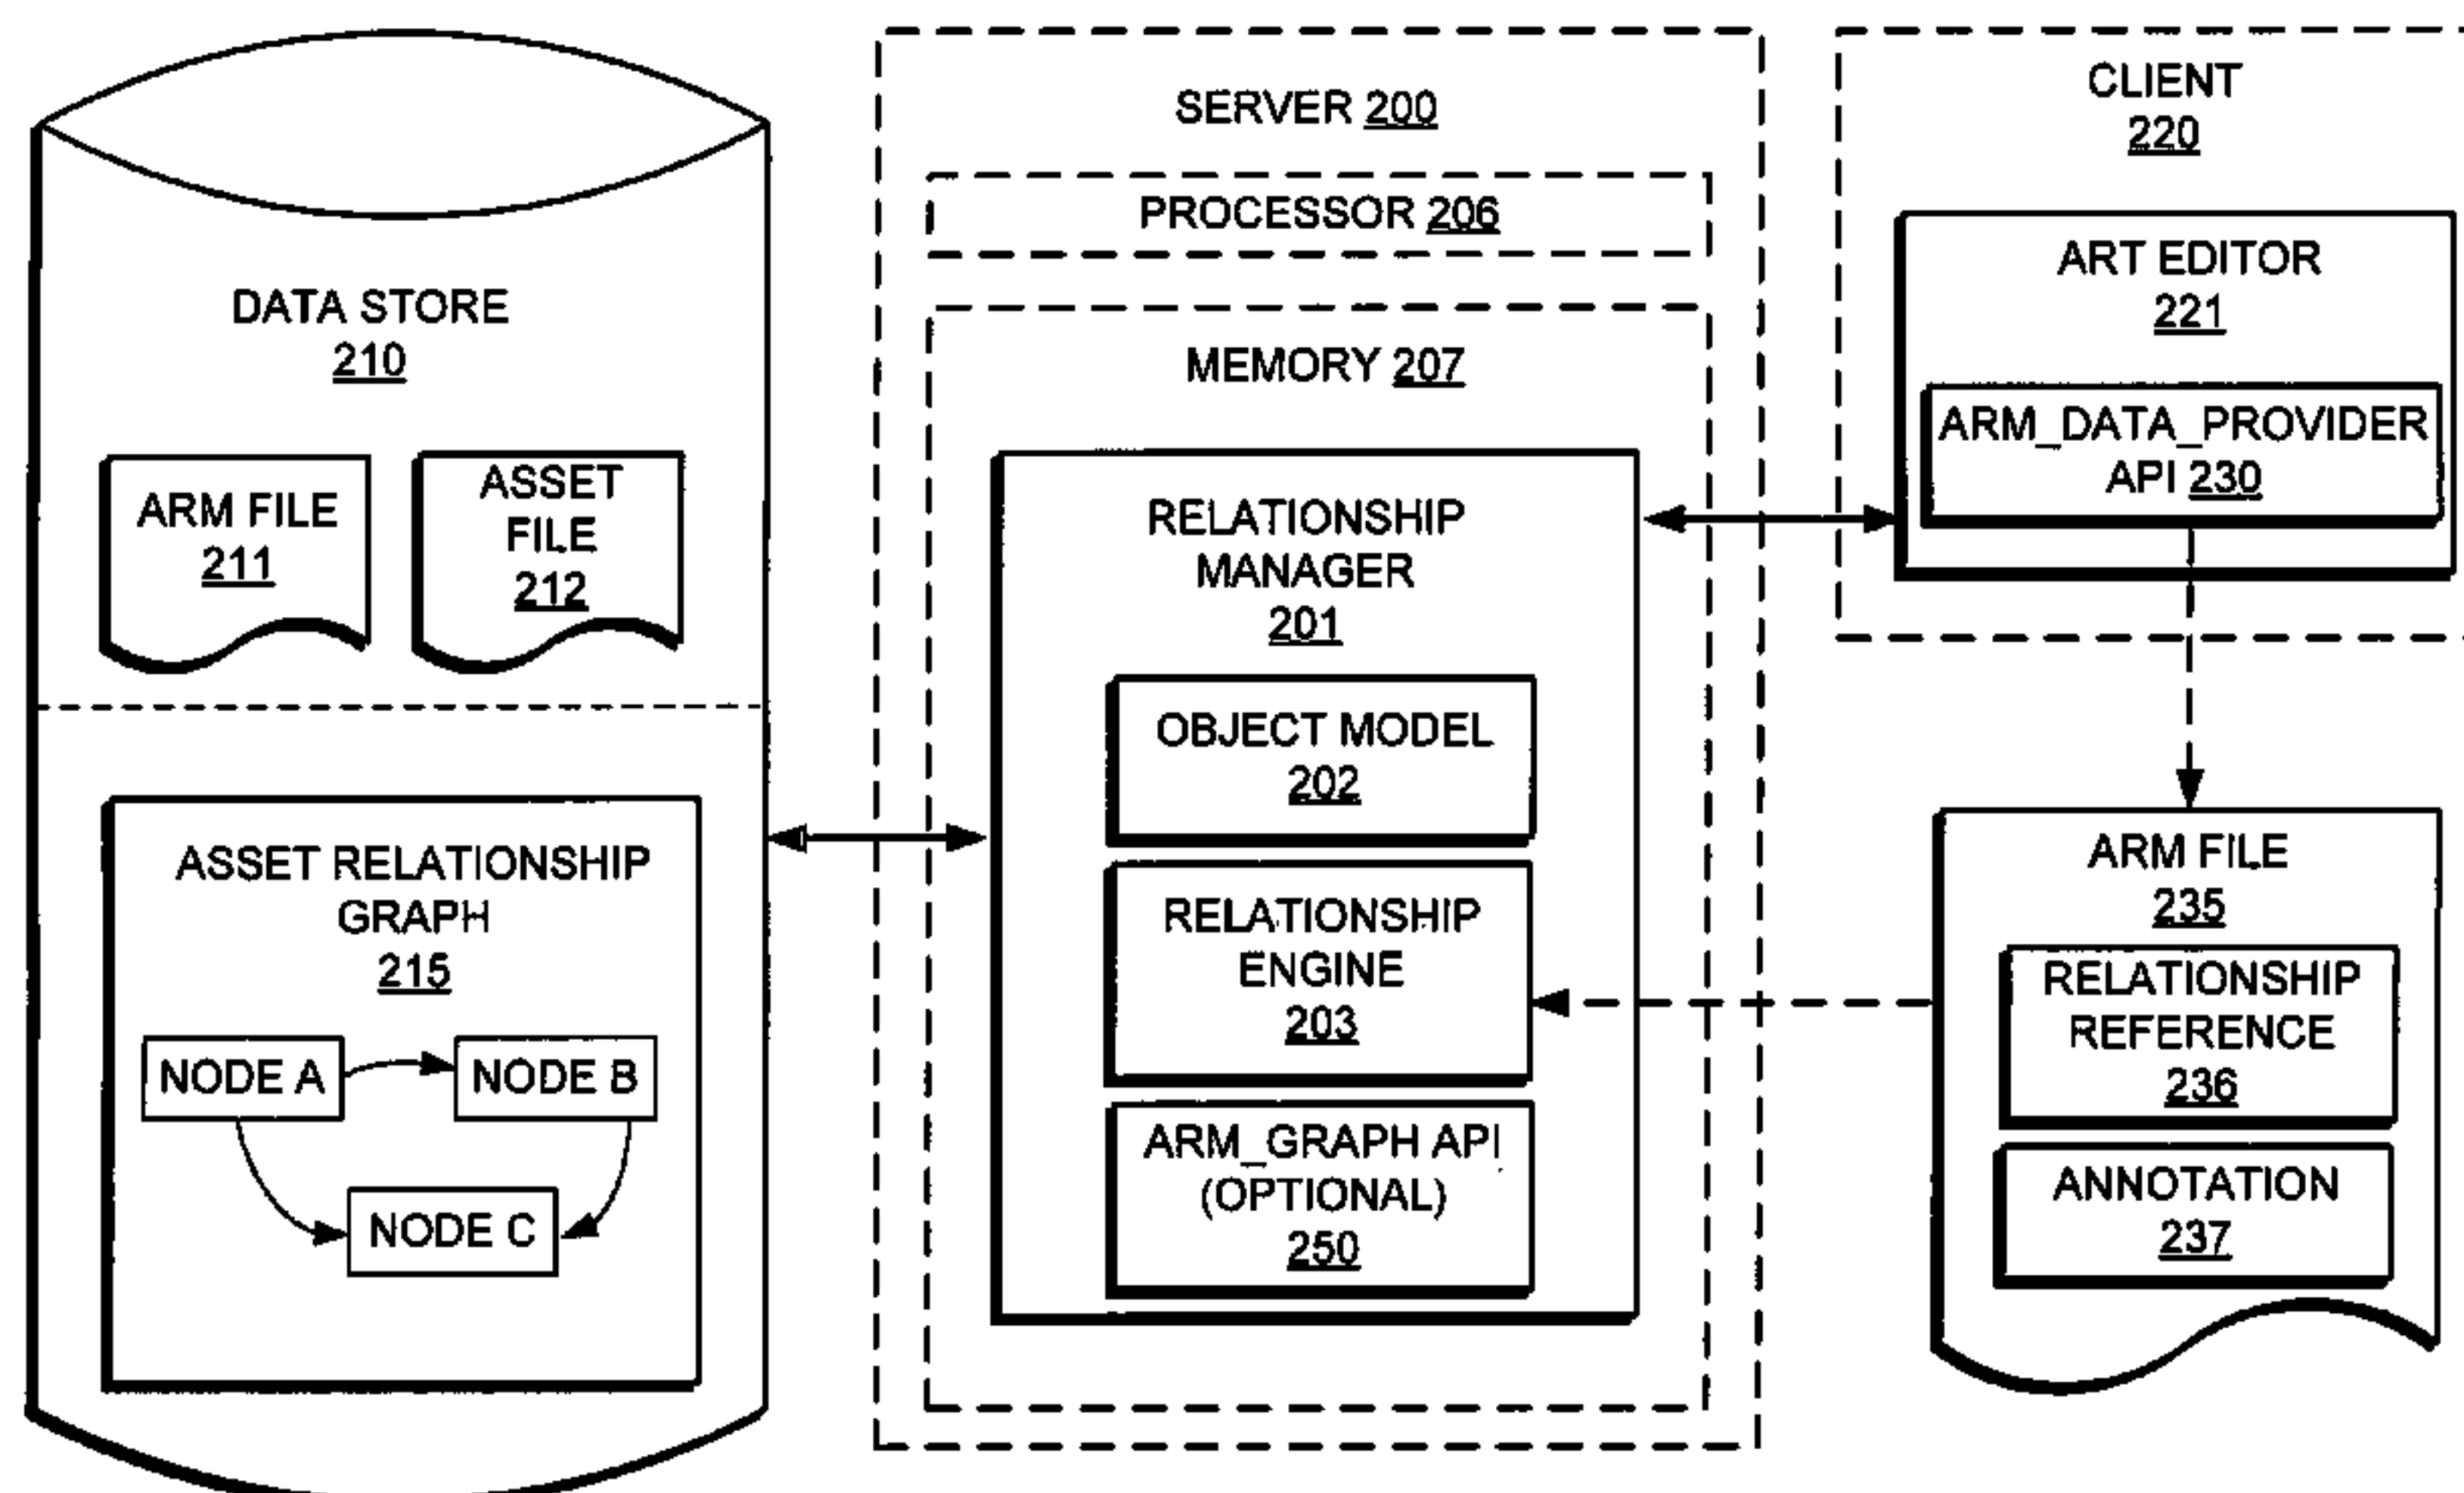 DATA STORE
210
ARM FILE
211
ASSET
FILE
212
ASSET RELATIONSHIP
GRAPH
215
NODE A
NODE B
NODE C
SERVER 200
PROCESSOR 206
MEMORY 207
RELATIONSHIP
MANAGER
201
OBJECT MODEL
202
RELATIONSHIP
ENGINE
203
ARM_GRAPH API
(OPTIONAL)
250
CLIENT
220
ART EDITOR
221
ARM_DATA_PROVIDER
API 230
ARM FILE
235
RELATIONSHIP
REFERENCE
236
ANNOTATION
237